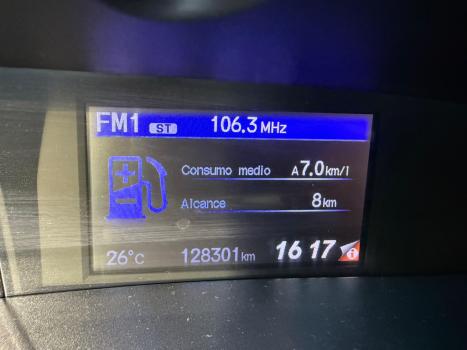 FM1 ST 106.3 MHz
Consumo medio A7.0km/l
Alcance 8km
26°C 128301km 16 17 i